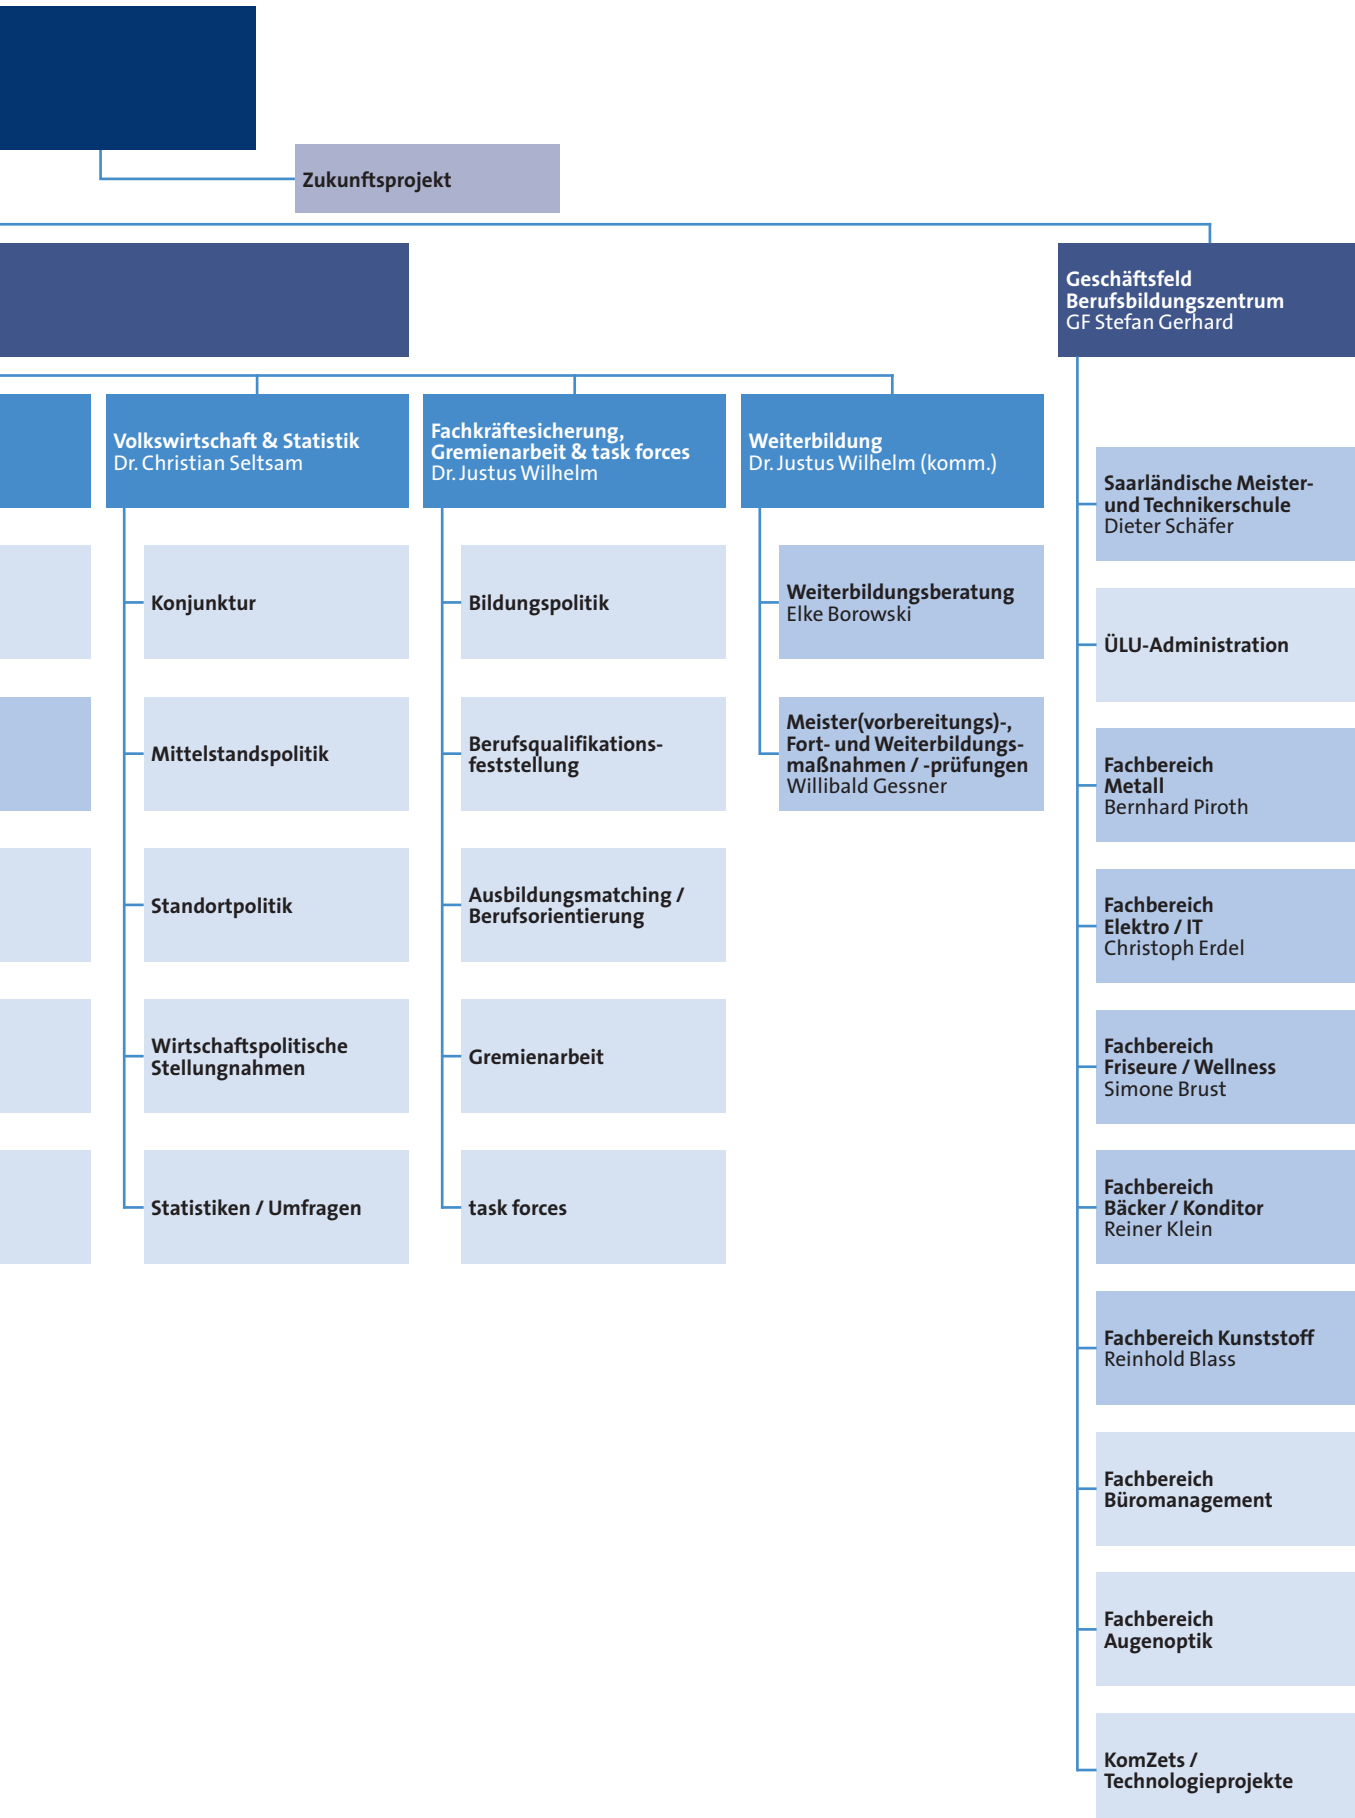 Zukunftsprojekt
Geschäftsfeld
Berufsbildungszentrum
GF Stefan Gerhard
Volkswirtschaft & Statistik
Dr. Christian Seltsam
Konjunktur
Mittelstandspolitik
Standortpolitik
Wirtschaftspolitische
Stellungnahmen
Statistiken / Umfragen
Fachkräftesicherung,
Gremienarbeit & task forces
Dr. Justus Wilhelm
Bildungspolitik
Berufsqualifikations-
feststellung
Ausbildungsmatching /
Berufsorientierung
Gremienarbeit
task forces
Weiterbildung
Dr. Justus Wilhelm (komm.)
Weiterbildungsberatung
Elke Borowski
Meister(vorbereitungs)-,
Fort- und Weiterbildungs-
maßnahmen / -prüfungen
Willibald Gessner
Saarländische Meister-
und Technikerschule
Dieter Schäfer
ÜLU-Administration
Fachbereich
Metall
Bernhard Piroth
Fachbereich
Elektro / IT
Christoph Erdel
Fachbereich
Friseure / Wellness
Simone Brust
Fachbereich
Bäcker / Konditor
Reiner Klein
Fachbereich Kunststoff
Reinhold Blass
Fachbereich
Büromanagement
Fachbereich
Augenoptik
KomZets /
Technologieprojekte